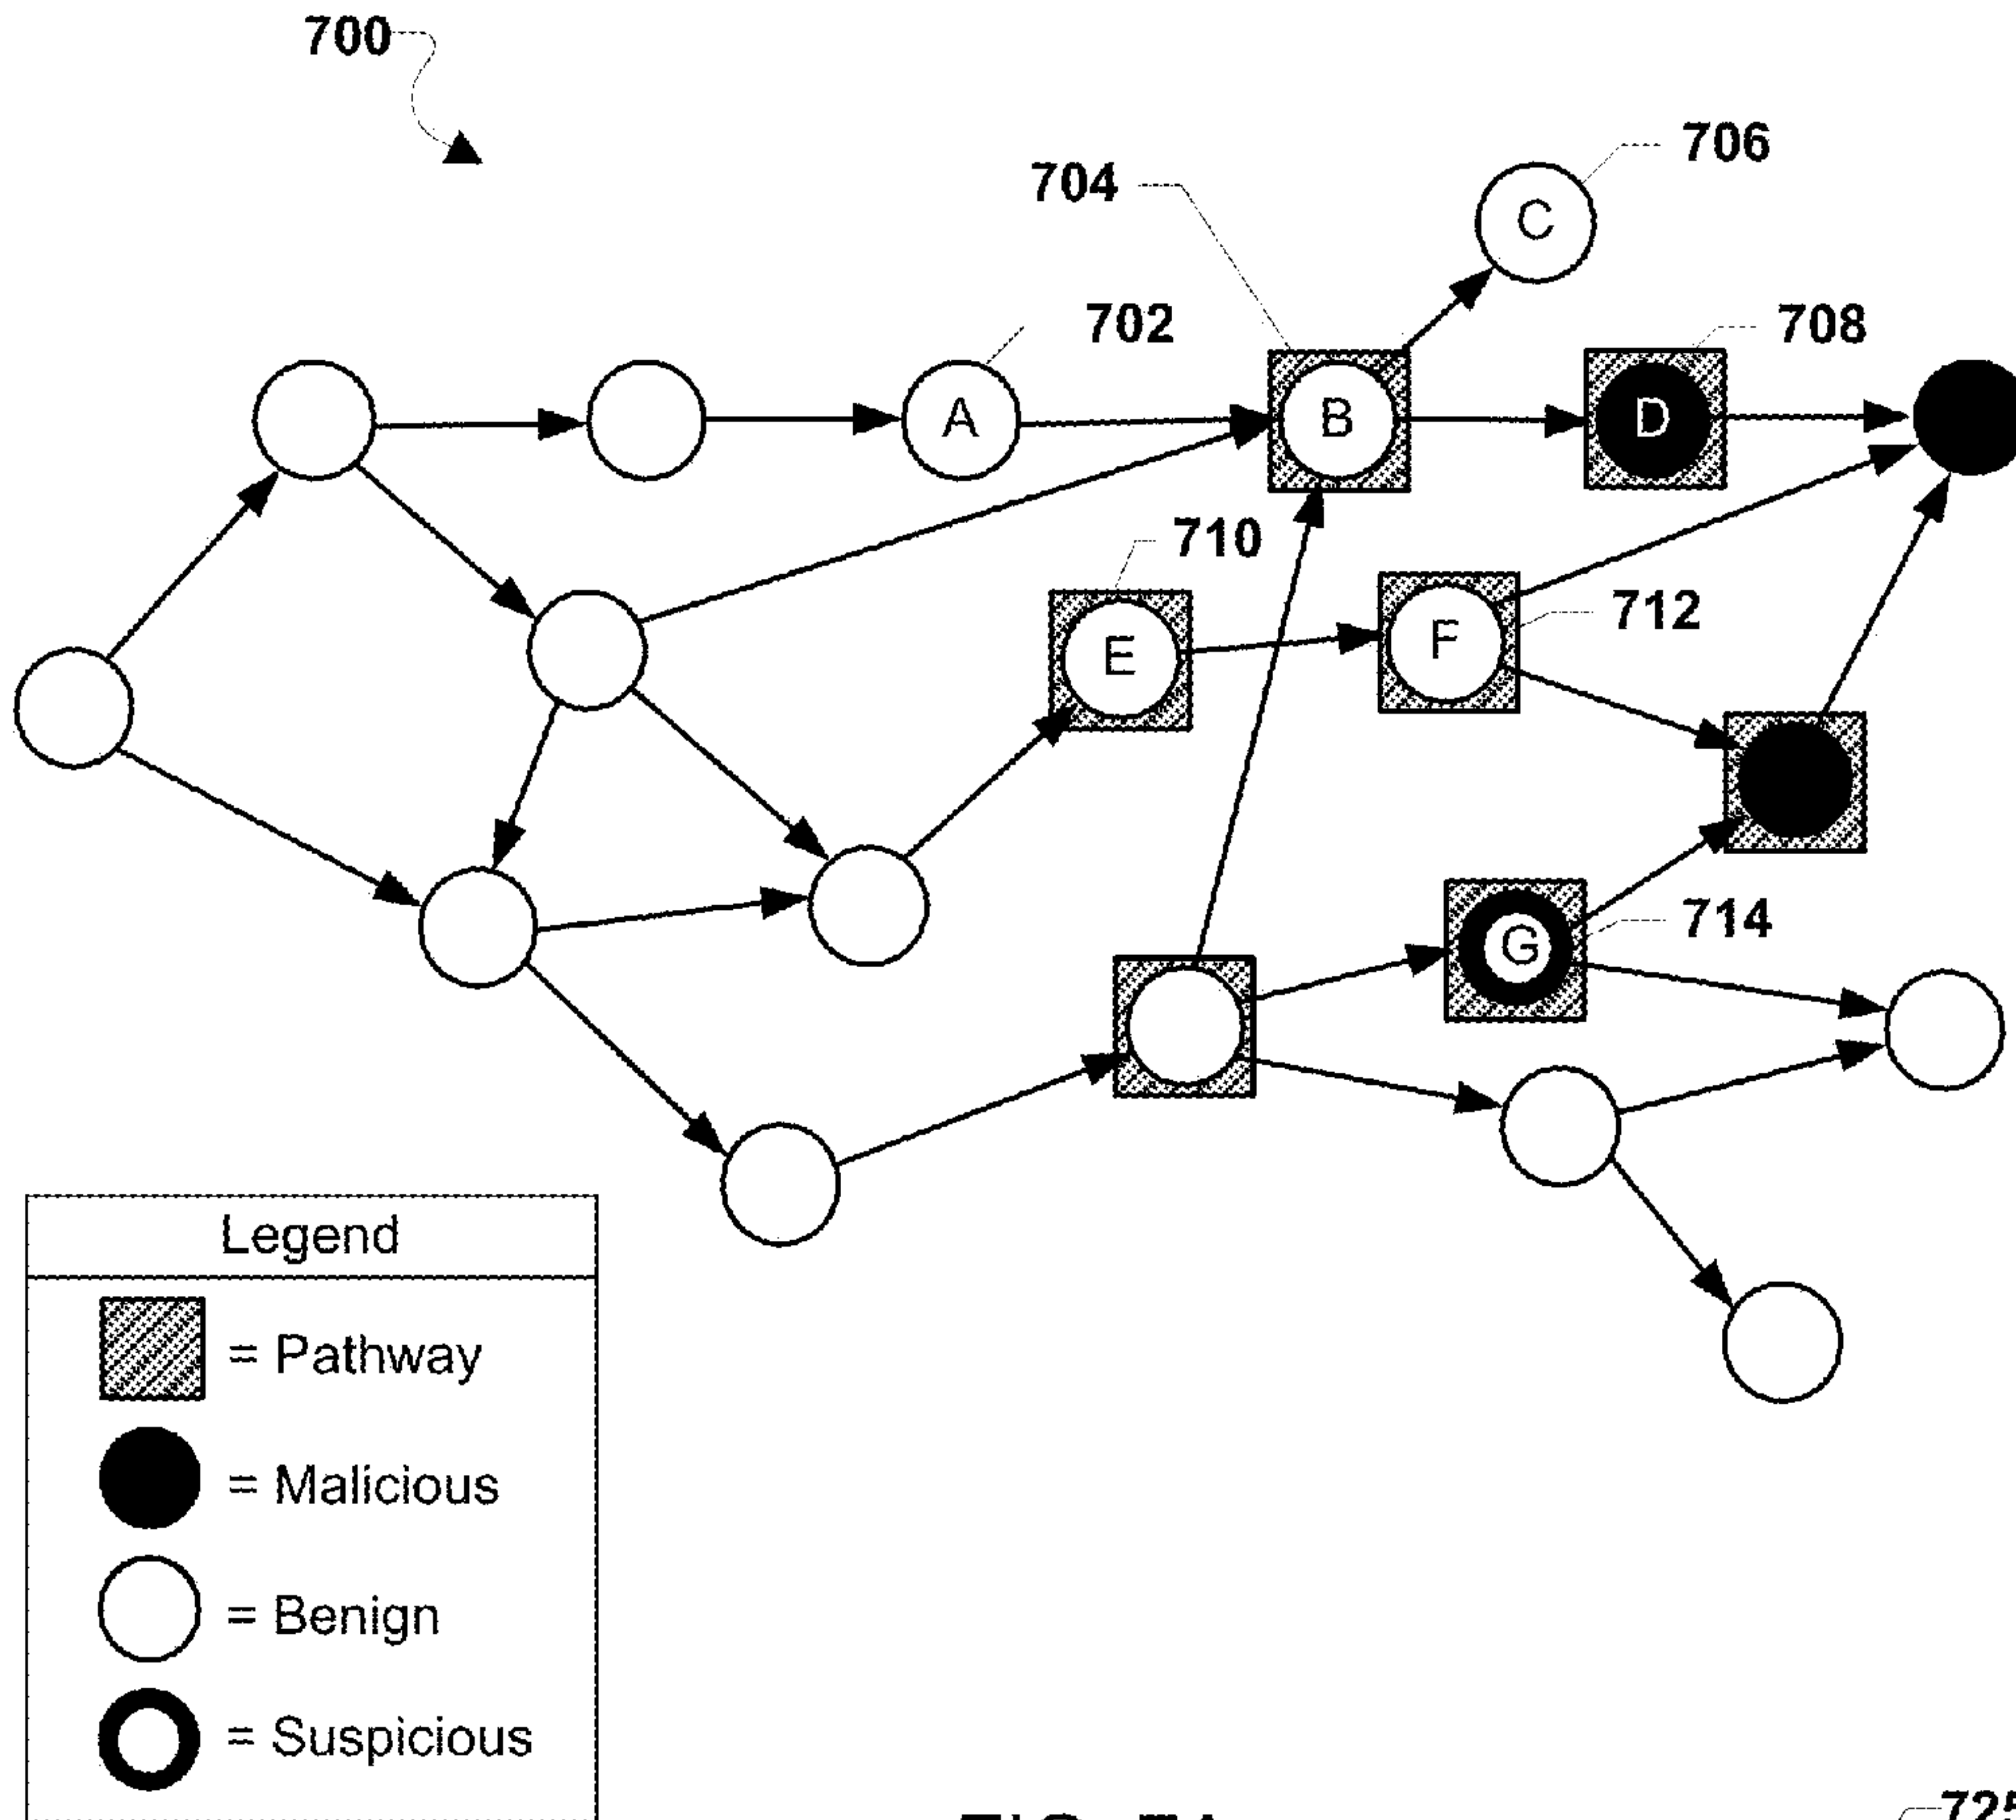 700
706
704
C
702
708
A
B
D
710
E
F
712
G
714
Legend
= Pathway
= Malicious
= Benign
= Suspicious